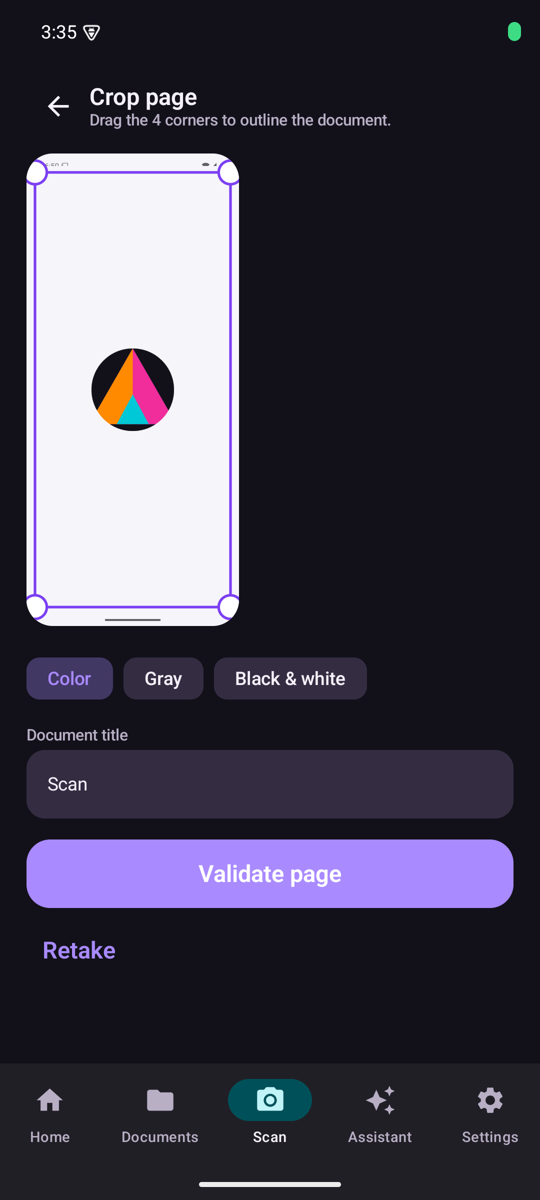 3:35
Crop page
Drag the 4 corners to outline the document.
Color
Gray
Black & white
Document title
Scan
Validate page
Retake
Home
Documents
Scan
Assistant
Settings